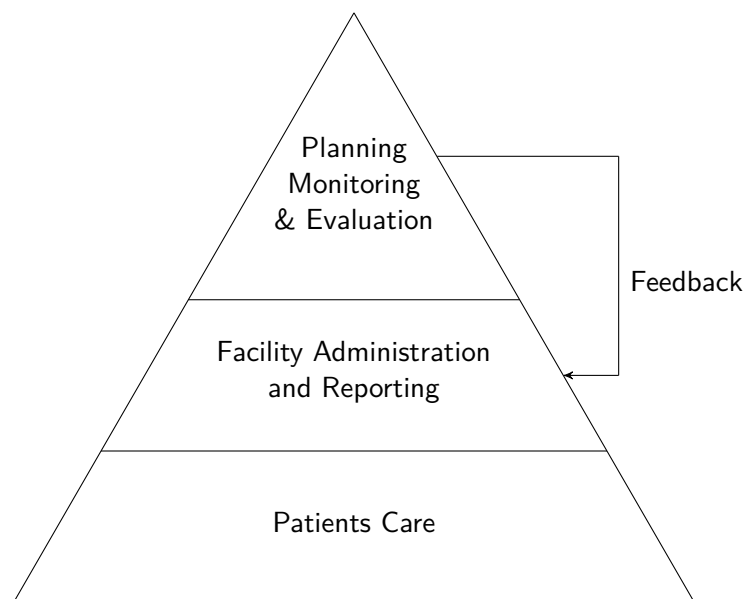 Planning
Monitoring
& Evaluation
Feedback
Facility Administration
and Reporting
Patients Care